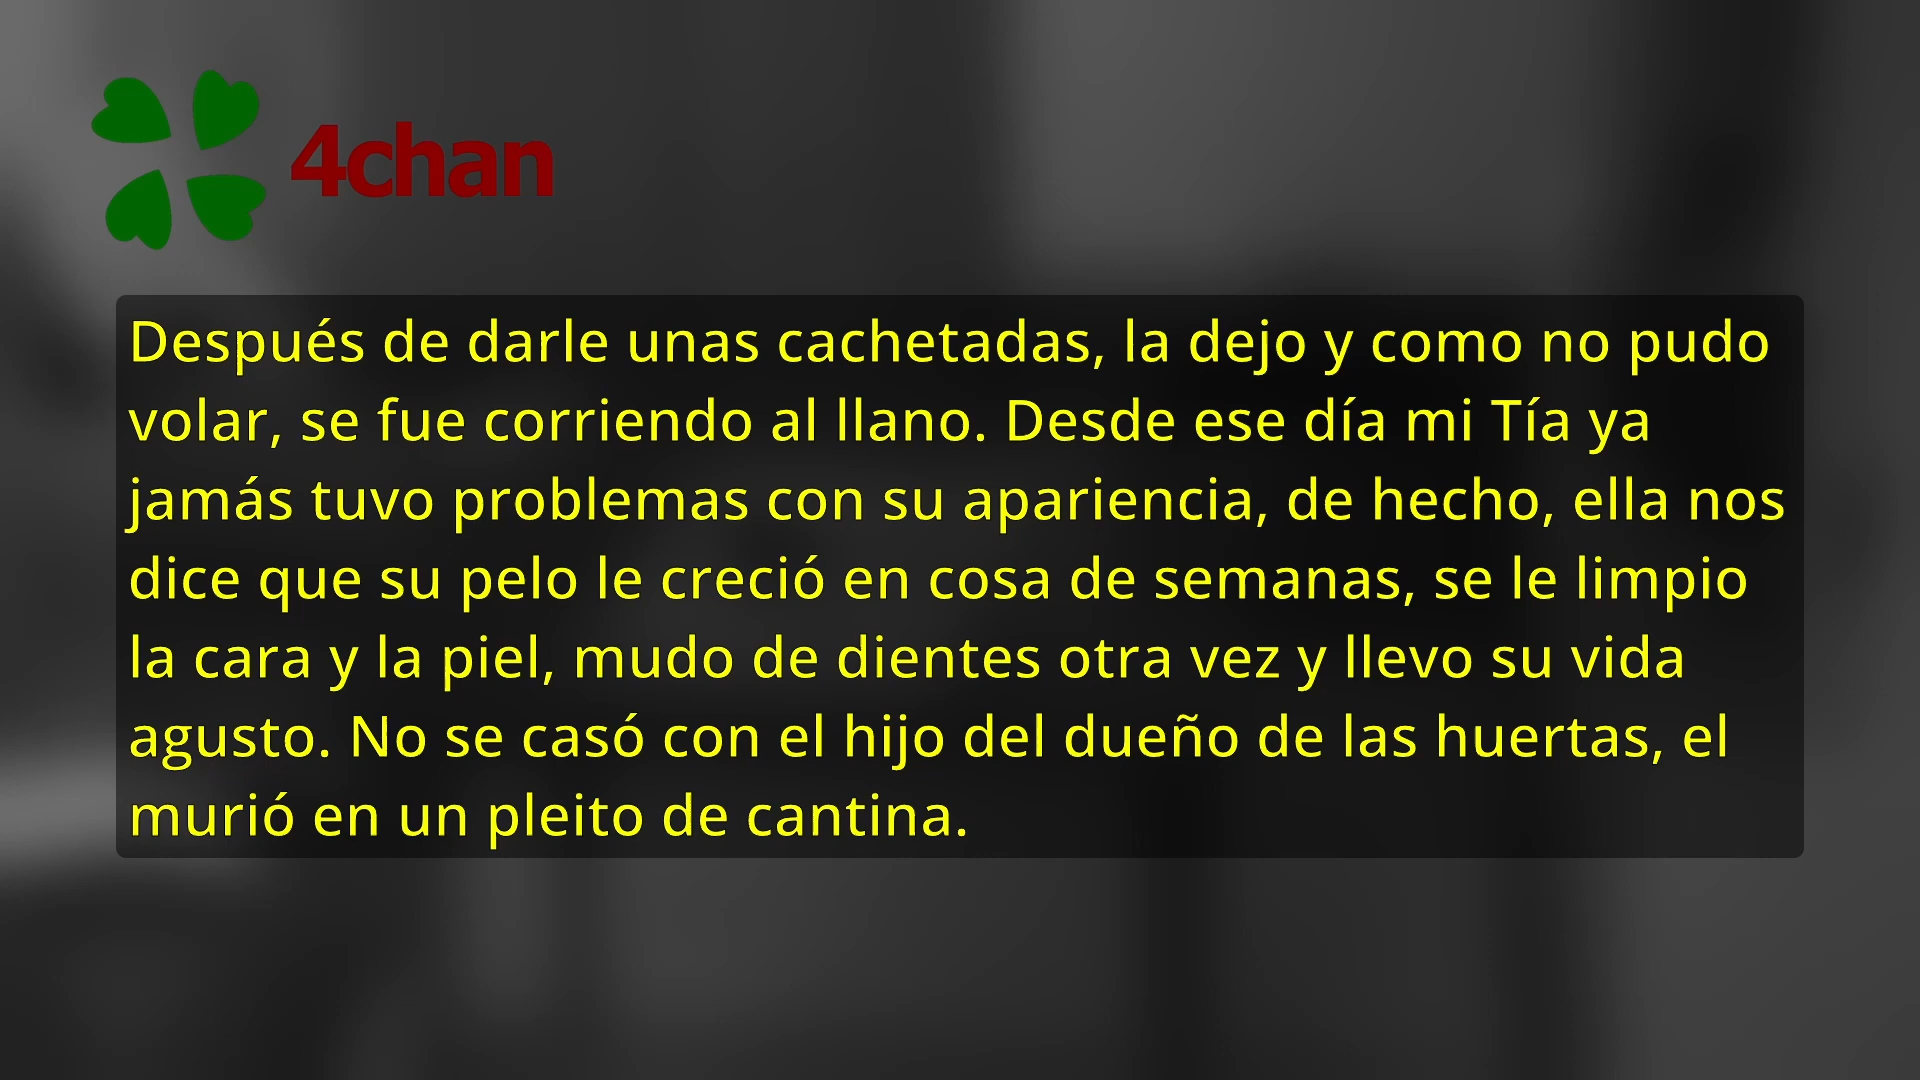 4chan
Después de darle unas cachetadas, la dejo y como no pudo
volar, se fue corriendo al llano. Desde ese día mi Tía ya
jamás tuvo problemas con su apariencia, de hecho, ella nos
dice que su pelo le creció en cosa de semanas, se le limpio
la cara y la piel, mudo de dientes otra vez y llevo su vida
agusto. No se casó con el hijo del dueño de las huertas, el
murió en un pleito de cantina.